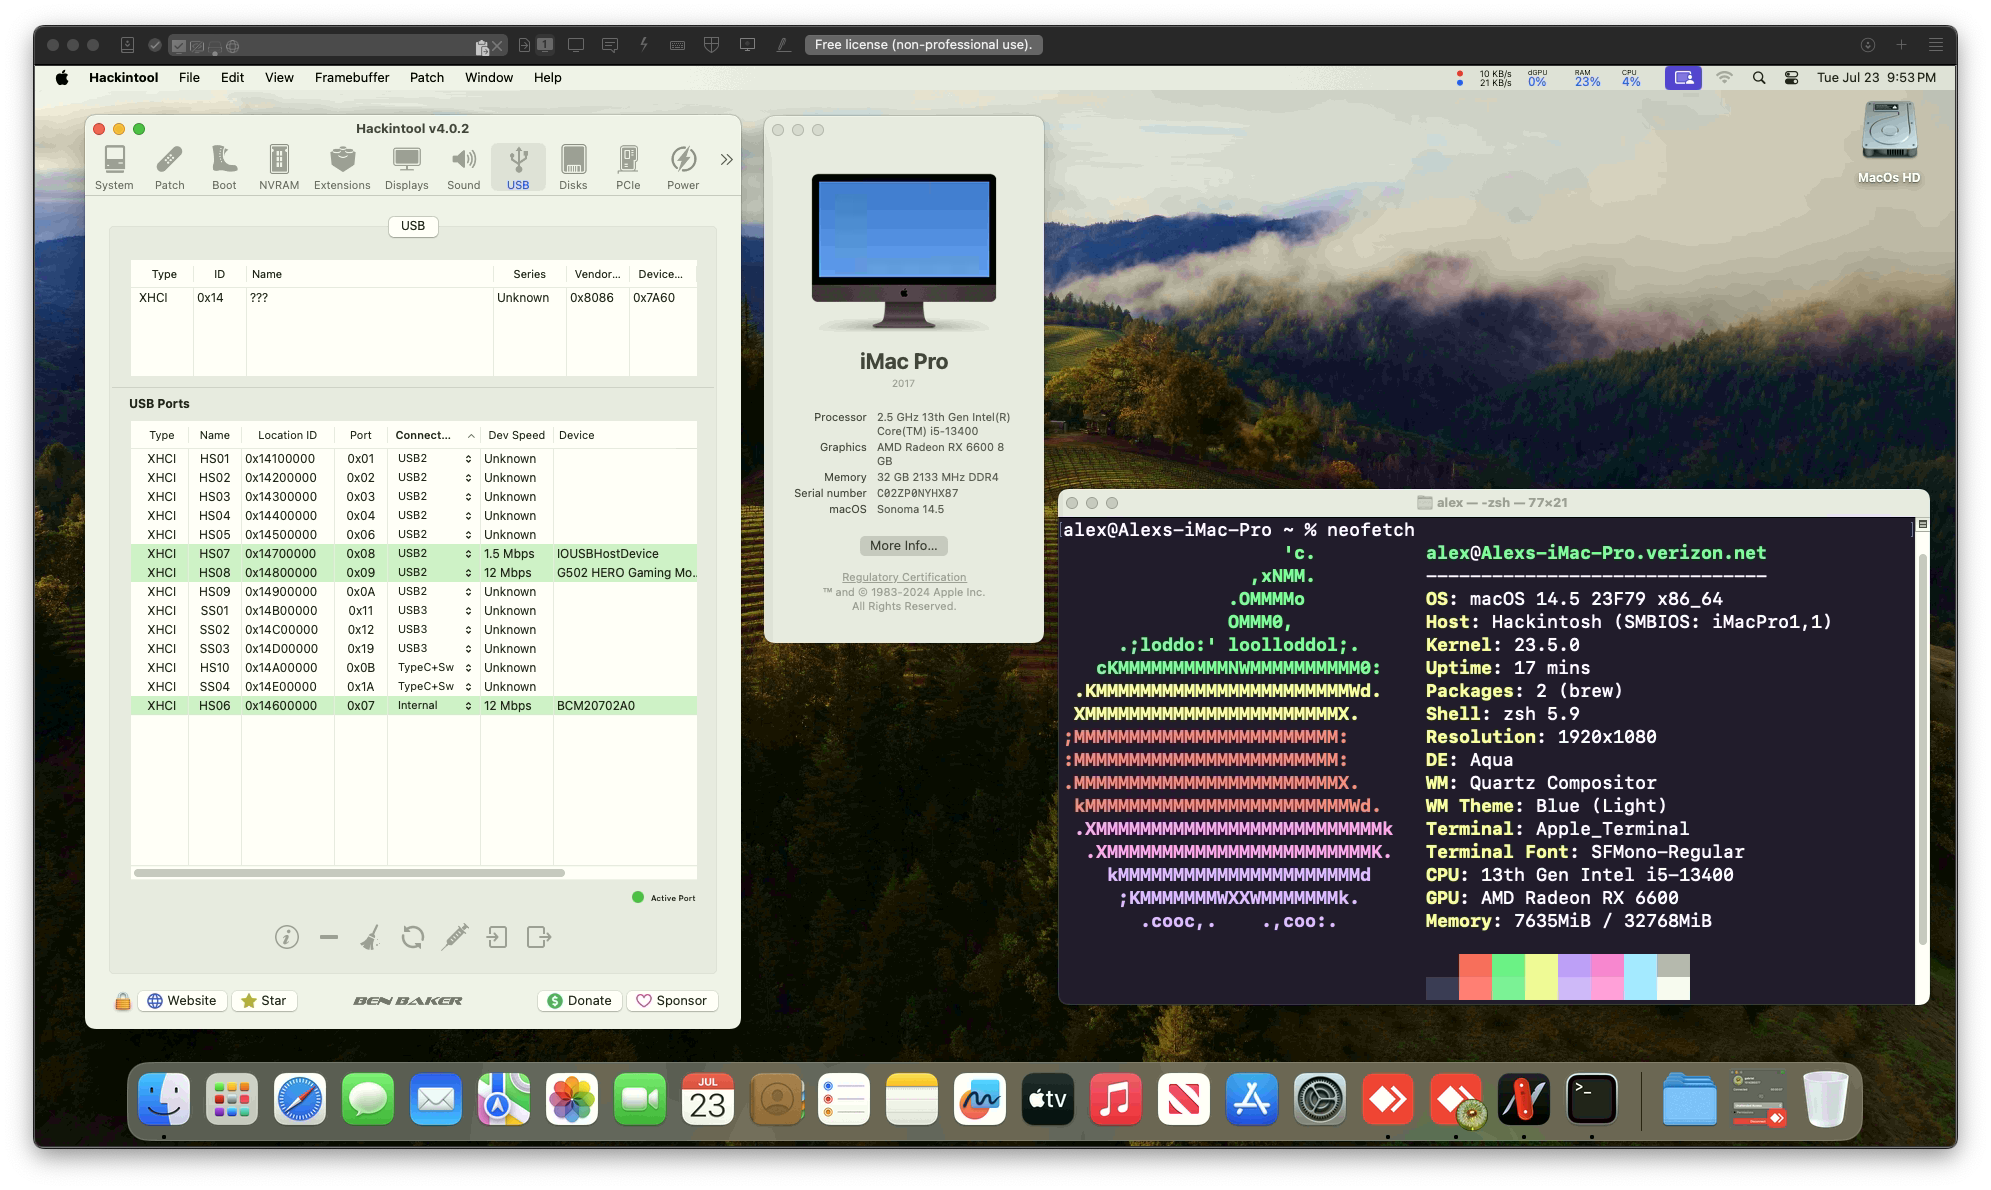 1
Free license (non-professional use).
Hackintool File Edit View Framebuffer Patch Window Help
10 KB/s
21 KB/s
dGPU
0%
RAM
23%
CPU
4%
Tue Jul 23 9:53 PM
MacOs HD
Hackintool v4.0.2
System Patch Boot NVRAM Extensions Displays Sound USB Disks PCIe Power
USB
Type ID Name Series Vendor... Device...
XHCI 0x14 ??? Unknown 0x8086 0x7A60
USB Ports
Type Name Location ID Port Connect... Dev Speed Device
XHCI HS01 0x14100000 0x01 USB2 Unknown
XHCI HS02 0x14200000 0x02 USB2 Unknown
XHCI HS03 0x14300000 0x03 USB2 Unknown
XHCI HS04 0x14400000 0x04 USB2 Unknown
XHCI HS05 0x14500000 0x06 USB2 Unknown
XHCI HS07 0x14700000 0x08 USB2 1.5 Mbps IOUSBHostDevice
XHCI HS08 0x14800000 0x09 USB2 12 Mbps G502 HERO Gaming Mo..
XHCI HS09 0x14900000 0x0A USB2 Unknown
XHCI SS01 0x14B00000 0x11 USB3 Unknown
XHCI SS02 0x14C00000 0x12 USB3 Unknown
XHCI SS03 0x14D00000 0x19 USB3 Unknown
XHCI HS10 0x14A00000 0x0B TypeC+Sw Unknown
XHCI SS04 0x14E00000 0x1A TypeC+Sw Unknown
XHCI HS06 0x14600000 0x07 Internal 12 Mbps BCM20702A0
Active Port
Website Star BEN BAKER Donate Sponsor
iMac Pro
2017
Processor 2.5 GHz 13th Gen Intel(R)
Core(TM) i5-13400
Graphics AMD Radeon RX 6600 8
GB
Memory 32 GB 2133 MHz DDR4
Serial number C02ZP0NYHX87
macOS Sonoma 14.5
More Info...
Regulatory Certification
™ and © 1983-2024 Apple Inc.
All Rights Reserved.
alex — -zsh — 77×21
[alex@Alexs-iMac-Pro ~ % neofetch ]
'c. alex@Alexs-iMac-Pro.verizon.net
,xNMM. -------------------------------
.OMMMMo OS: macOS 14.5 23F79 x86_64
OMMM0, Host: Hackintosh (SMBIOS: iMacPro1,1)
.;loddo:' loolloddol;. Kernel: 23.5.0
cKMMMMMMMMMMNWMMMMMMMMMM0: Uptime: 17 mins
.KMMMMMMMMMMMMMMMMMMMMMMMWd. Packages: 2 (brew)
XMMMMMMMMMMMMMMMMMMMMMMMX. Shell: zsh 5.9
;MMMMMMMMMMMMMMMMMMMMMMMM: Resolution: 1920x1080
:MMMMMMMMMMMMMMMMMMMMMMMM: DE: Aqua
.MMMMMMMMMMMMMMMMMMMMMMMMX. WM: Quartz Compositor
kMMMMMMMMMMMMMMMMMMMMMMMMWd. WM Theme: Blue (Light)
.XMMMMMMMMMMMMMMMMMMMMMMMMMMk Terminal: Apple_Terminal
.XMMMMMMMMMMMMMMMMMMMMMMMMK. Terminal Font: SFMono-Regular
kMMMMMMMMMMMMMMMMMMMMMMd CPU: 13th Gen Intel i5-13400
;KMMMMMMMWXXWMMMMMMMk. GPU: AMD Radeon RX 6600
.cooc,. .,coo:. Memory: 7635MiB / 32768MiB
JUL
23
tv
>_